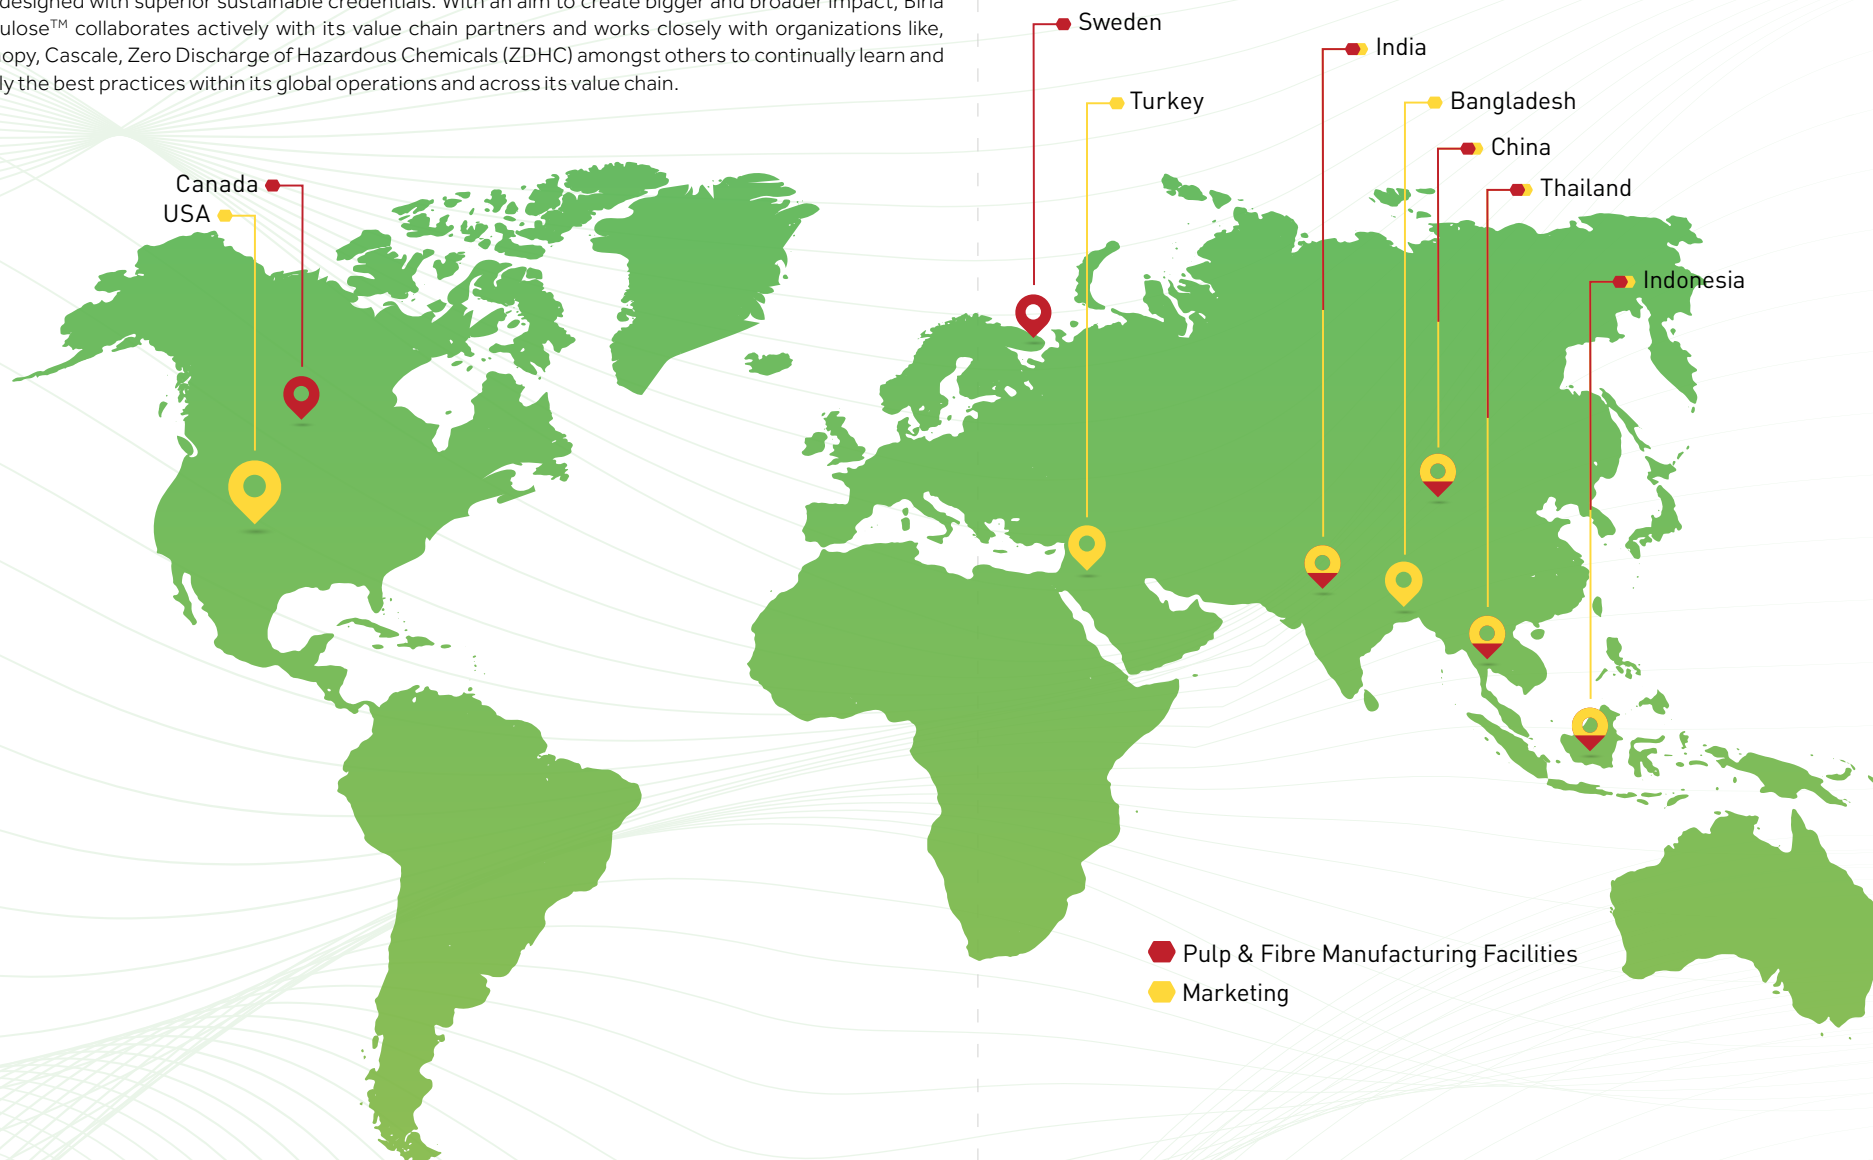 designed with superior sustainable credentials. With an aim to create bigger and broader impact, Birla
ulose™ collaborates actively with its value chain partners and works closely with organizations like,
opy, Cascale, Zero Discharge of Hazardous Chemicals (ZDHC) amongst others to continually learn and
ly the best practices within its global operations and across its value chain.
Sweden
India
Turkey
Bangladesh
China
Canada
Thailand
USA
Indonesia
Pulp & Fibre Manufacturing Facilities
Marketing